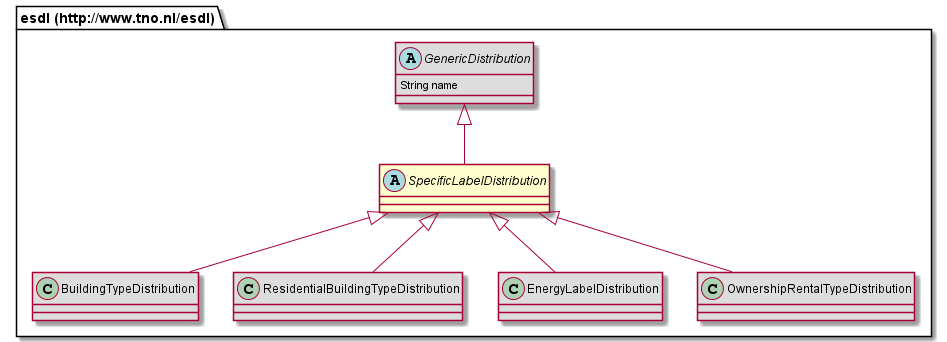 esdl (http://www.tno.nl/esdl)
A GenericDistribution
String name
A SpecificLabelDistribution
C BuildingTypeDistribution
C ResidentialBuildingTypeDistribution
C EnergyLabelDistribution
C OwnershipRentalTypeDistribution